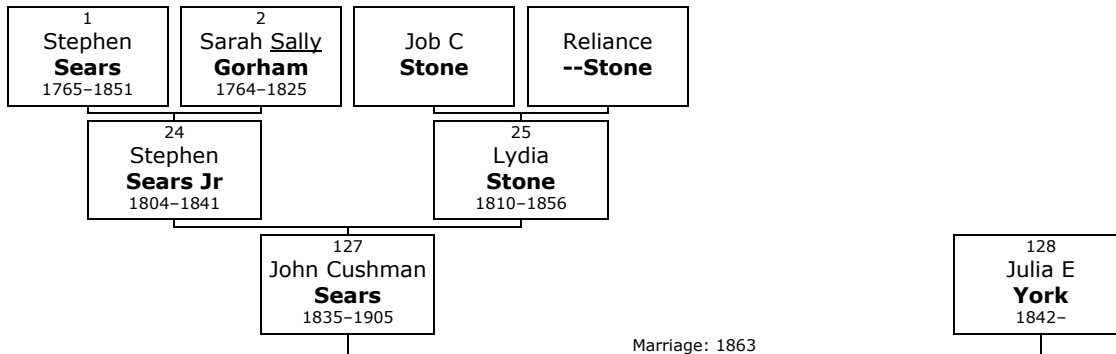 1
Stephen
Sears
1765–1851
2
Sarah Sally
Gorham
1764–1825
Job C
Stone
Reliance
--Stone
24
Stephen
Sears Jr
1804–1841
25
Lydia
Stone
1810–1856
127
John Cushman
Sears
1835–1905
128
Julia E
York
1842–
Marriage: 1863